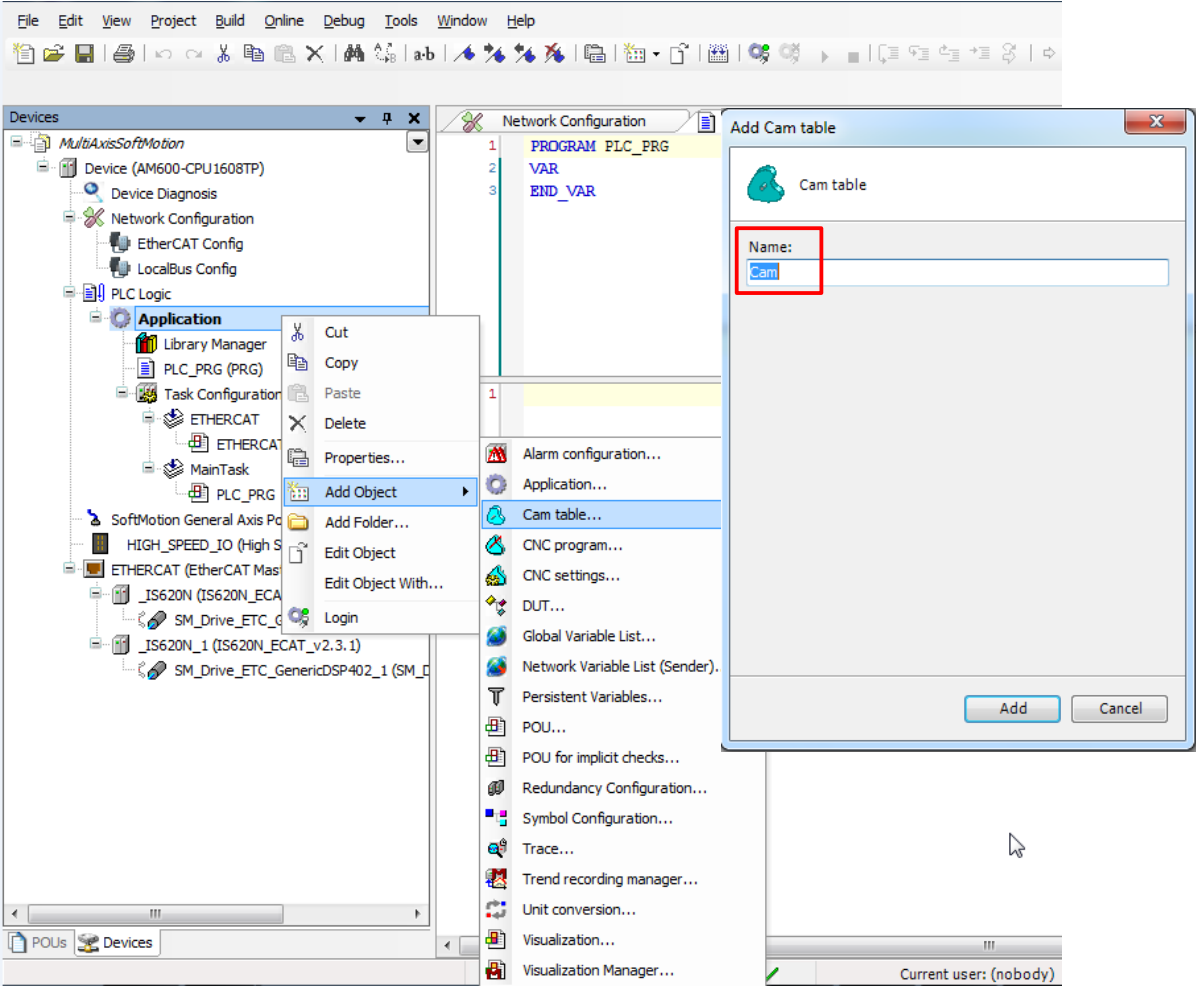 File Edit View Project Build Online Debug Tools Window Help
a·b
Devices
MultiAxisSoftMotion
Device (AM600-CPU1608TP)
Device Diagnosis
Network Configuration
EtherCAT Config
LocalBus Config
PLC Logic
Application
Library Manager
PLC_PRG (PRG)
Task Configuration
ETHERCAT
ETHERCAT
MainTask
PLC_PRG
SoftMotion General Axis Po
HIGH_SPEED_IO (High S
ETHERCAT (EtherCAT Mas
_IS620N (IS620N_ECA
SM_Drive_ETC_G
_IS620N_1 (IS620N_ECAT_v2.3.1)
SM_Drive_ETC_GenericDSP402_1 (SM_D
POUs Devices
Cut
Copy
Paste
Delete
Properties...
Add Object
Add Folder...
Edit Object
Edit Object With...
Login
Network Configuration
1 PROGRAM PLC_PRG
2 VAR
3 END_VAR
1
Alarm configuration...
Application...
Cam table...
CNC program...
CNC settings...
DUT...
Global Variable List...
Network Variable List (Sender).
Persistent Variables...
POU...
POU for implicit checks...
Redundancy Configuration...
Symbol Configuration...
Trace...
Trend recording manager...
Unit conversion...
Visualization...
Visualization Manager...
Add Cam table
Cam table
Name:
Cam
Add Cancel
Current user: (nobody)